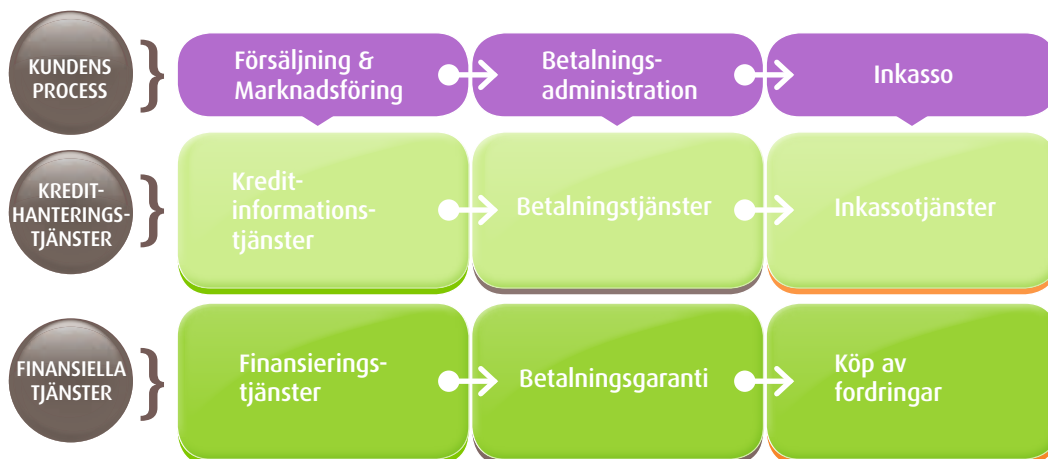 KUNDENS
PROCESS
Försäljning &
Marknadsföring
Betalnings-
administration
Inkasso
KREDIT-
HANTERINGS-
TJÄNSTER
Kredit-
informations-
tjänster
Betalningstjänster
Inkassotjänster
FINANSIELLA
TJÄNSTER
Finansierings-
tjänster
Betalningsgaranti
Köp av
fordringar